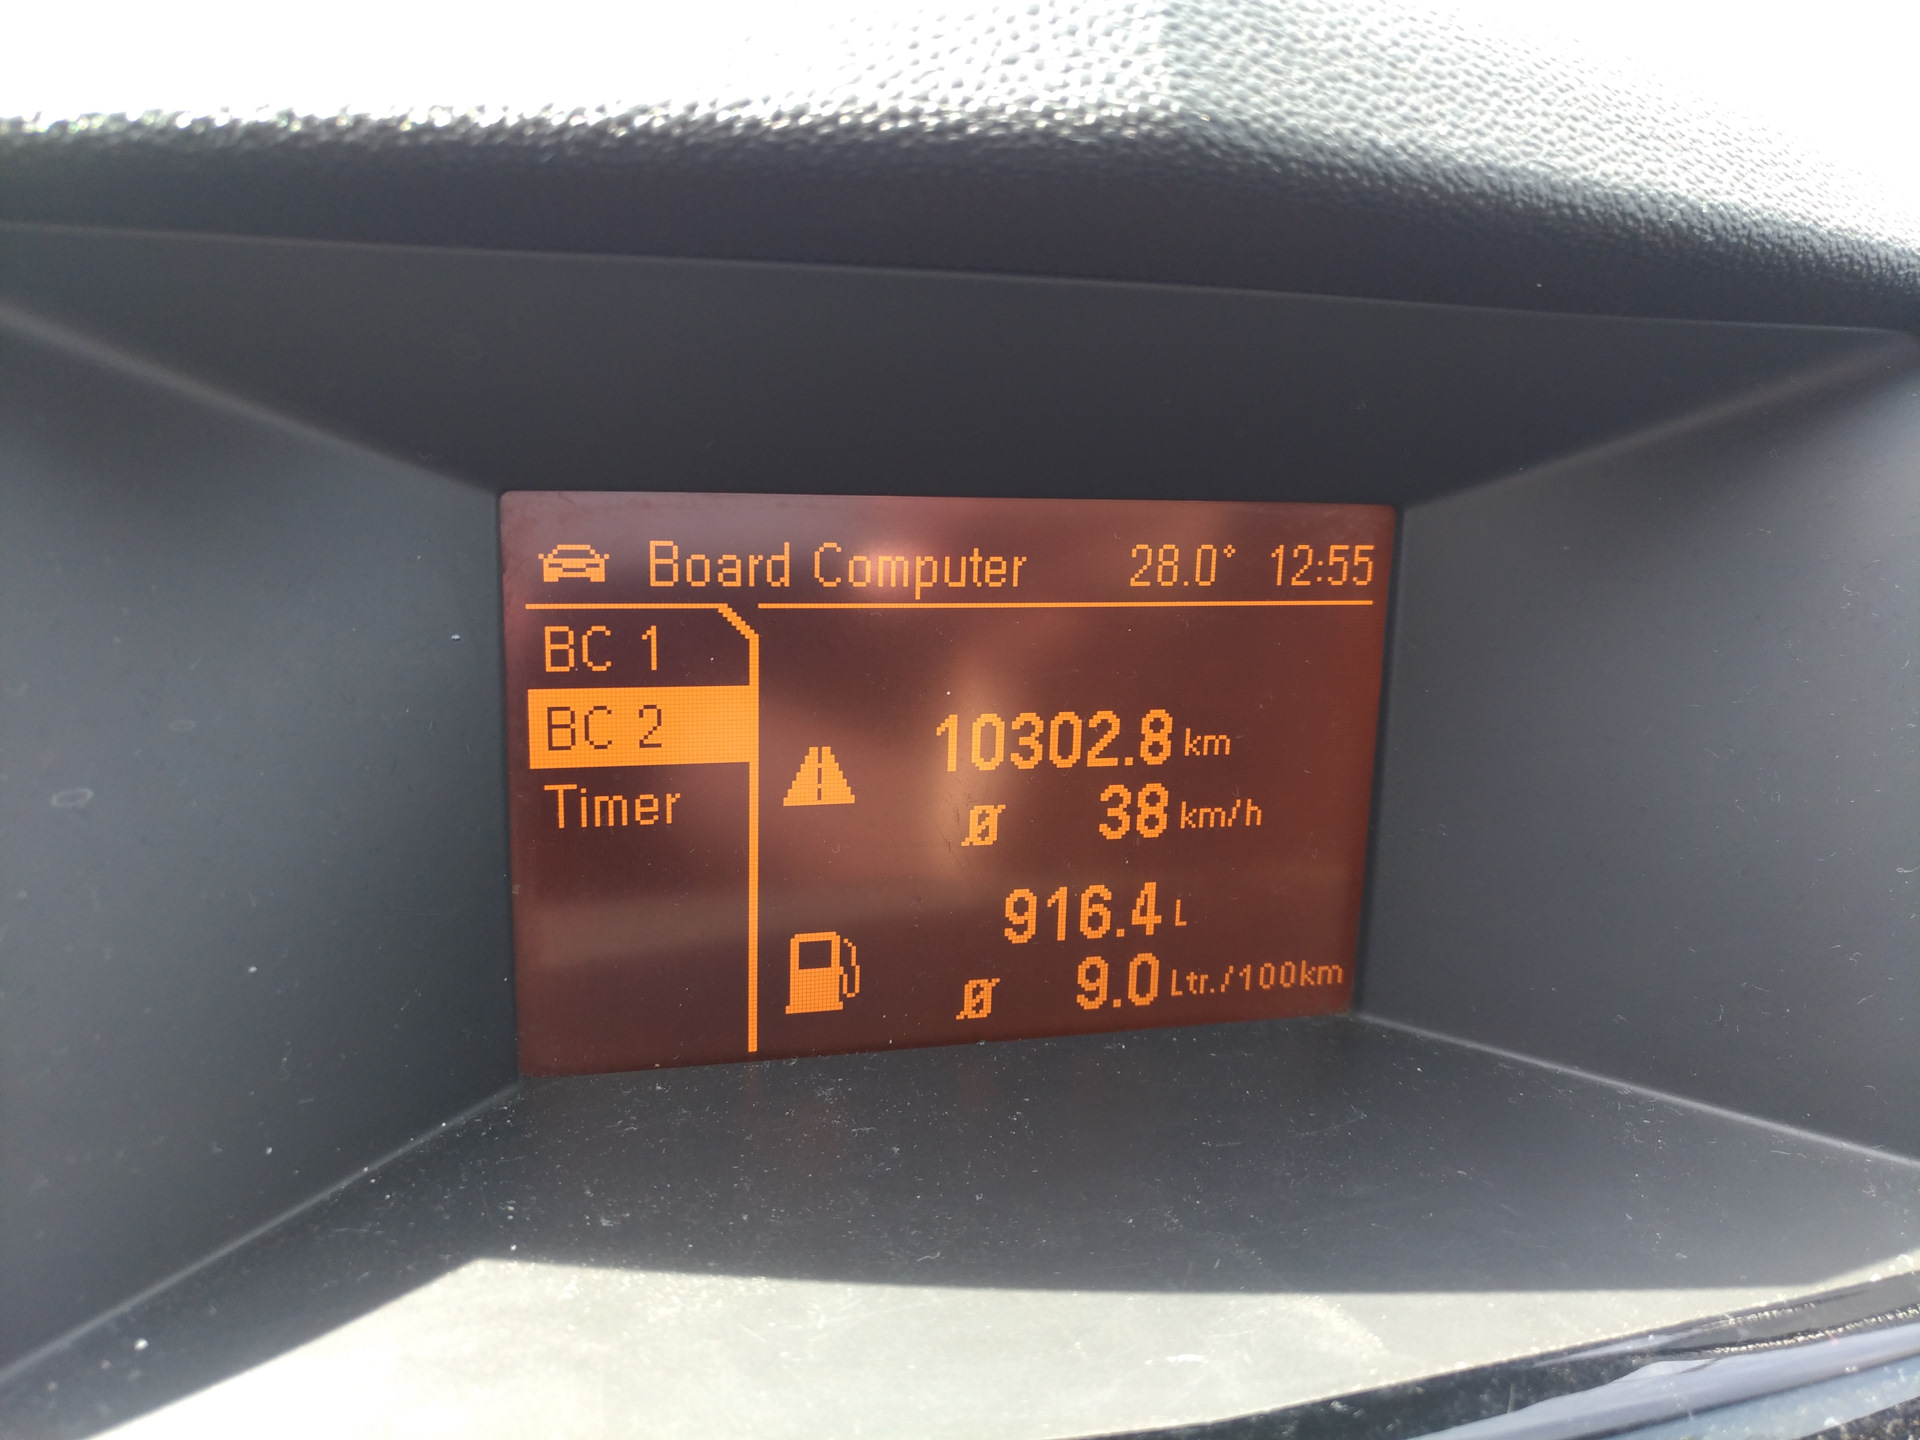 Board Computer 28.0° 12:55
BC 1
BC 2
Timer
10302.8 km
Ø 38 km/h
916.4 L
Ø 9.0 Ltr./100km